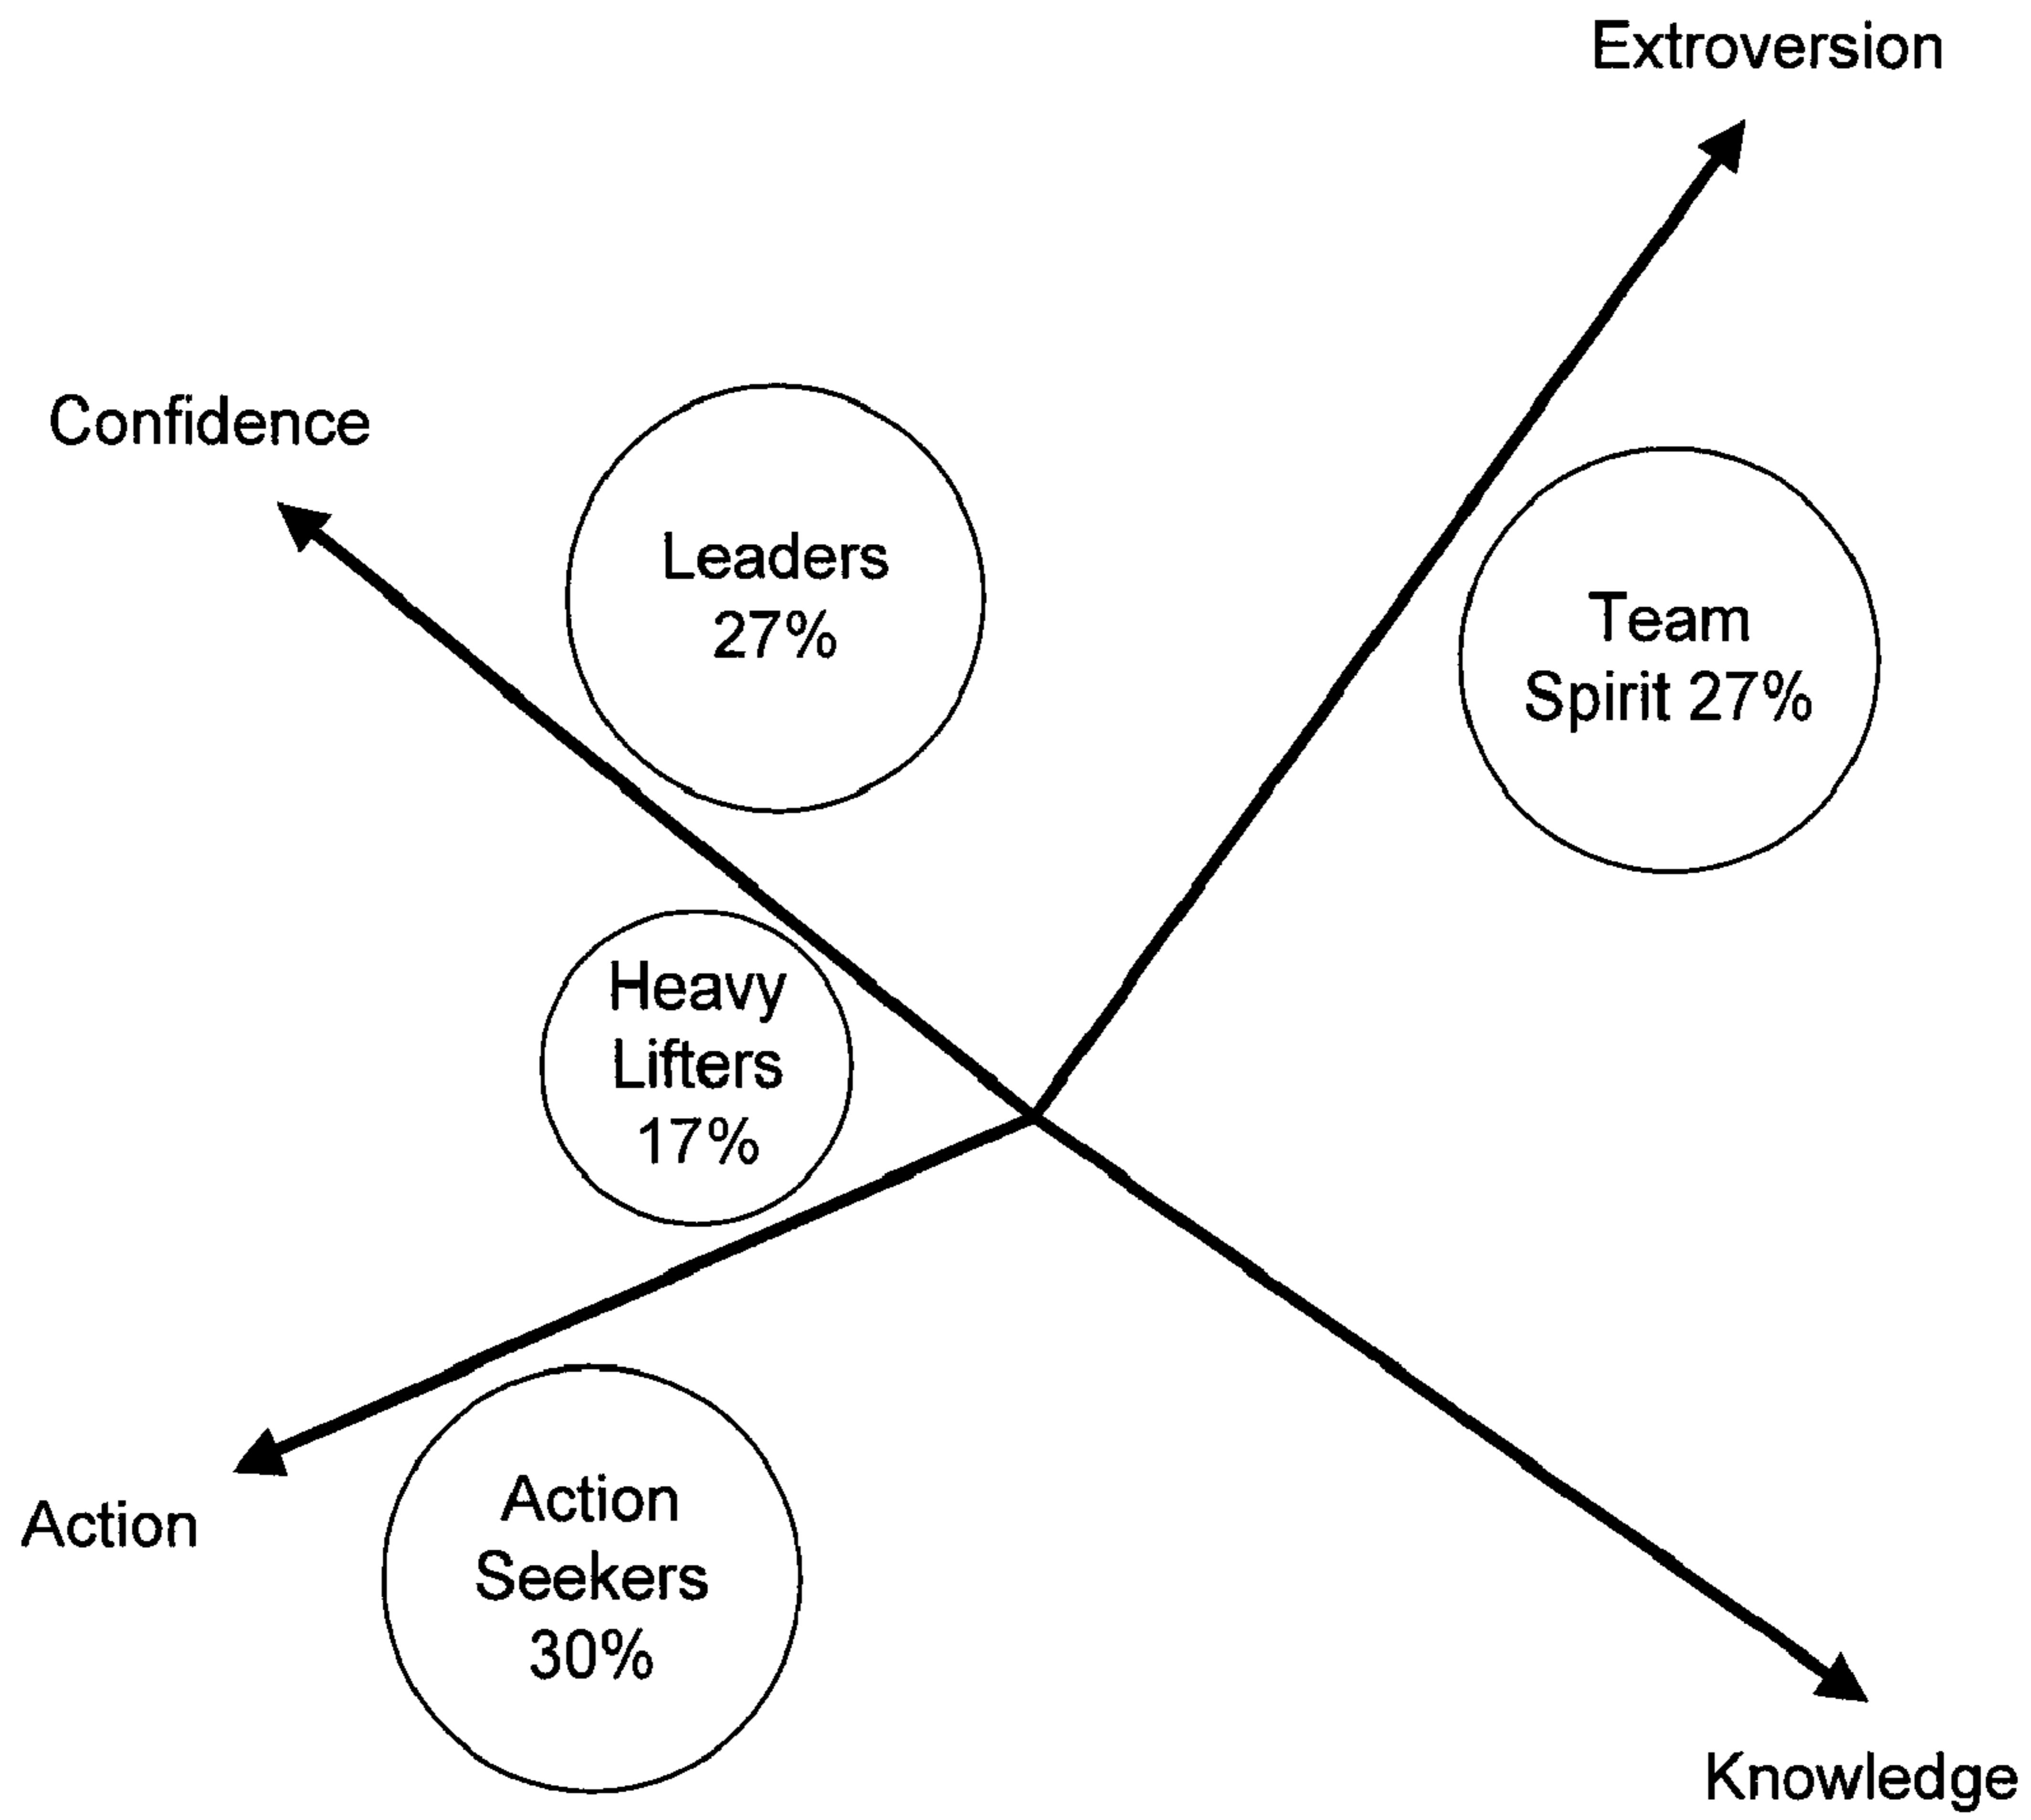 Extroversion
Confidence
Leaders
27%
Team
Spirit 27%
Heavy
Lifters
17%
Action
Action
Seekers
30%
Knowledge